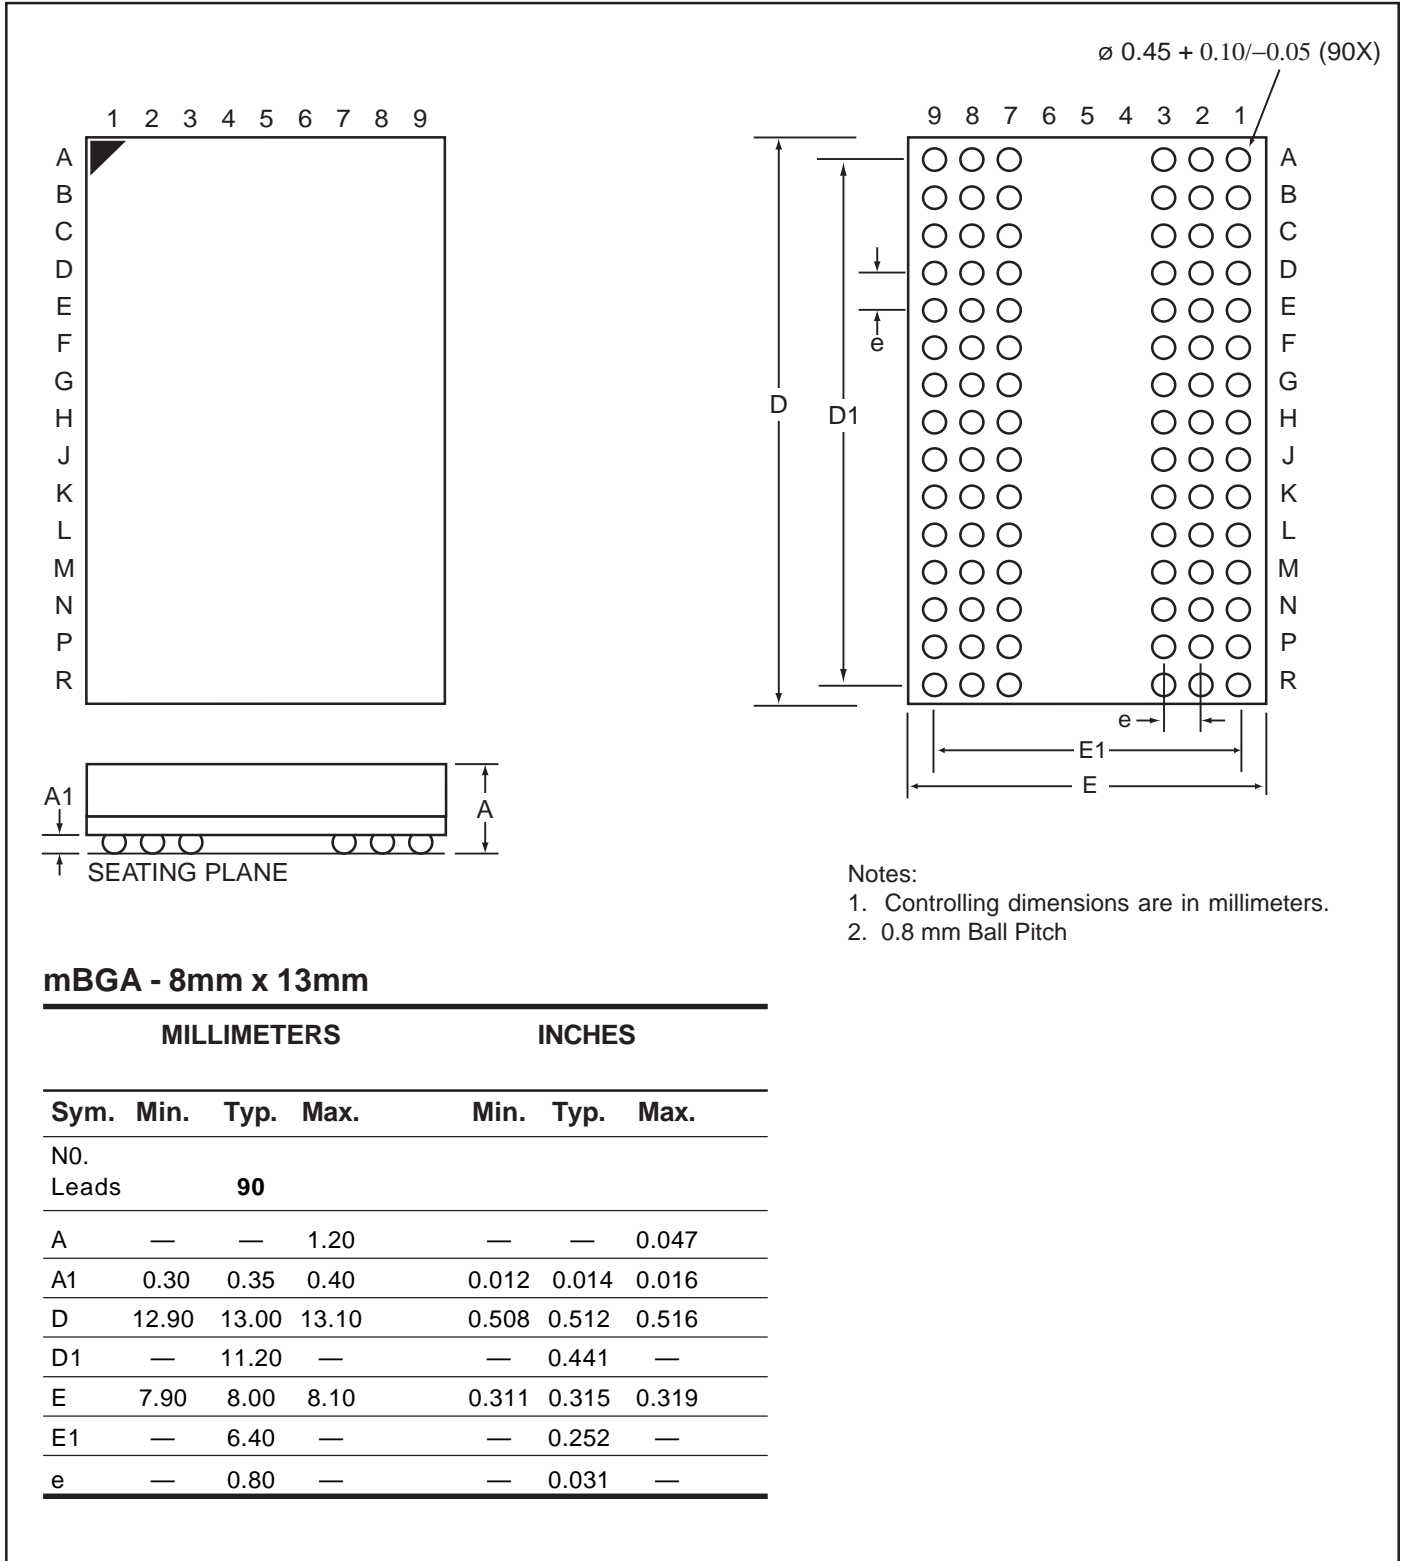 ø 0.45 + 0.10/–0.05 (90X)
1 2 3 4 5 6 7 8 9
A
B
C
D
E
F
G
H
J
K
L
M
N
P
R
9 8 7 6 5 4 3 2 1
A
B
C
D
E
F
G
H
J
K
L
M
N
P
R
e
D
D1
e
E1
E
A1
A
SEATING PLANE
Notes:
1. Controlling dimensions are in millimeters.
2. 0.8 mm Ball Pitch
mBGA - 8mm x 13mm
MILLIMETERS INCHES
Sym. Min. Typ. Max. Min. Typ. Max.
N0.
Leads 90
A — — 1.20 — — 0.047
A1 0.30 0.35 0.40 0.012 0.014 0.016
D 12.90 13.00 13.10 0.508 0.512 0.516
D1 — 11.20 — — 0.441 —
E 7.90 8.00 8.10 0.311 0.315 0.319
E1 — 6.40 — — 0.252 —
e — 0.80 — — 0.031 —